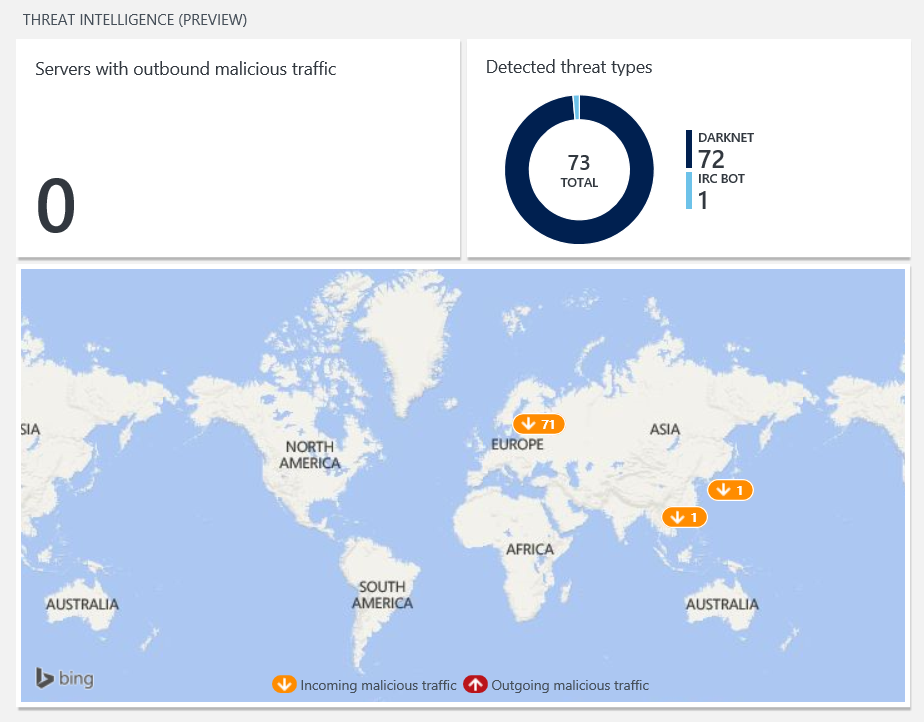 THREAT INTELLIGENCE (PREVIEW)
Servers with outbound malicious traffic
0
Detected threat types
73
TOTAL
DARKNET
72
IRC BOT
1
SIA
NORTH
AMERICA
71
EUROPE
ASIA
1
1
AFRICA
AUSTRALIA
SOUTH
AMERICA
AUSTRALIA
bing
Incoming malicious traffic Outgoing malicious traffic